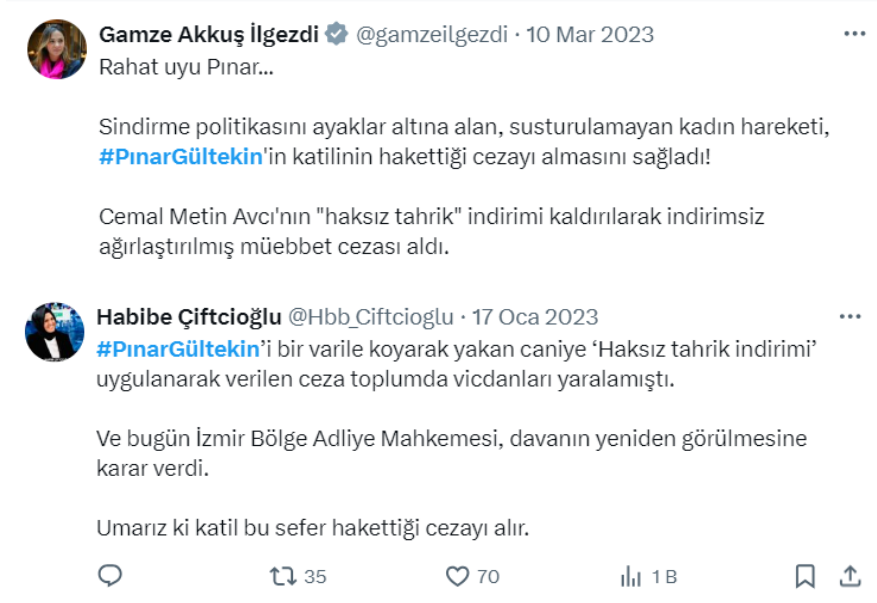 Gamze Akkuş İlgezdi @gamzeilgezdi · 10 Mar 2023
Rahat uyu Pınar...
Sindirme politikasını ayaklar altına alan, susturulamayan kadın hareketi,
#PınarGültekin'in katilinin hakettiği cezayı almasını sağladı!
Cemal Metin Avcı'nın "haksız tahrik" indirimi kaldırılarak indirimsiz
ağırlaştırılmış müebbet cezası aldı.
Habibe Çiftcioğlu @Hbb_Ciftcioglu · 17 Oca 2023
#PınarGültekin’i bir varile koyarak yakan caniye ‘Haksız tahrik indirimi’
uygulanarak verilen ceza toplumda vicdanları yaralamıştı.
Ve bugün İzmir Bölge Adliye Mahkemesi, davanın yeniden görülmesine
karar verdi.
Umarız ki katil bu sefer hakettiği cezayı alır.
35 70 1 B